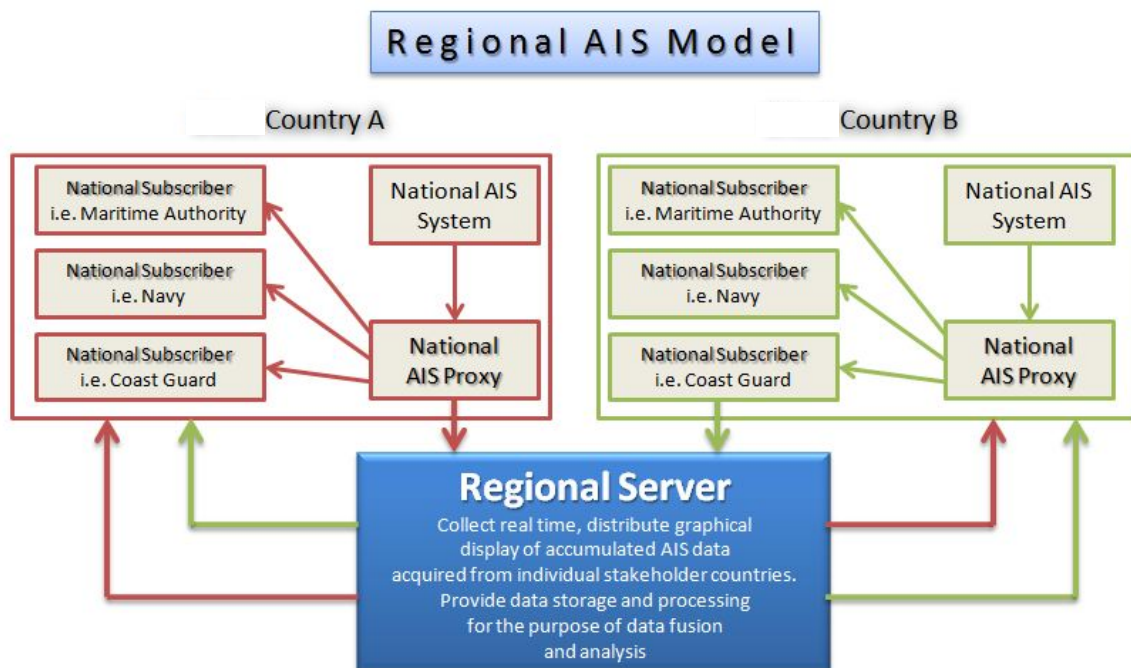 Regional AIS Model
Country A
Country B
National Subscriber
i.e. Maritime Authority
National AIS
System
National Subscriber
i.e. Navy
National Subscriber
i.e. Coast Guard
National
AIS Proxy
National Subscriber
i.e. Maritime Authority
National AIS
System
National Subscriber
i.e. Navy
National Subscriber
i.e. Coast Guard
National
AIS Proxy
Regional Server
Collect real time, distribute graphical
display of accumulated AIS data
acquired from individual stakeholder countries.
Provide data storage and processing
for the purpose of data fusion
and analysis